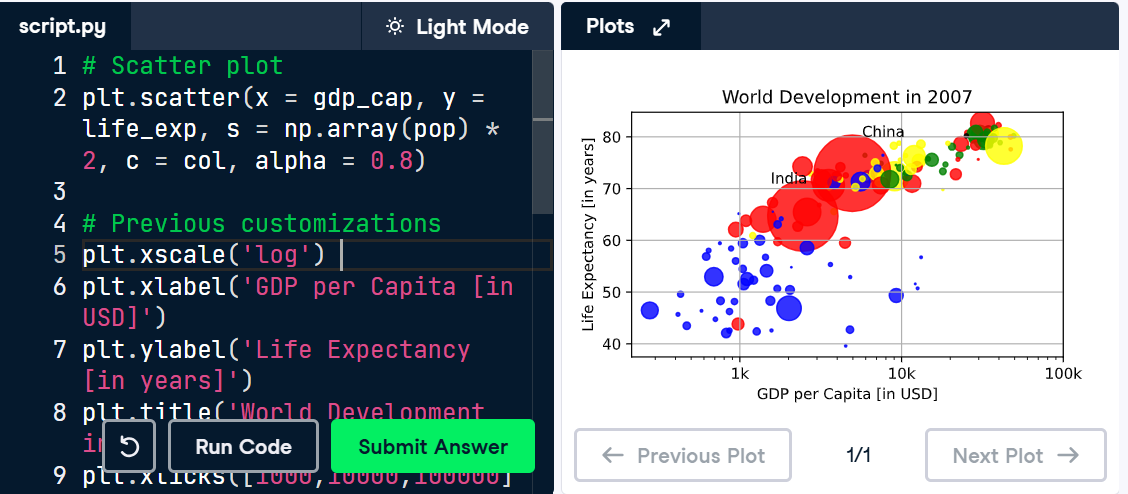 script.py
Light Mode
1 # Scatter plot
2 plt.scatter(x = gdp_cap, y =
life_exp, s = np.array(pop) *
2, c = col, alpha = 0.8)
3
4 # Previous customizations
5 plt.xscale('log')
6 plt.xlabel('GDP per Capita [in
USD]')
7 plt.ylabel('Life Expectancy
[in years]')
8 plt.title('World Development
in
9 plt.xticks([1000,10000,100000]
Run Code
Submit Answer
Plots
World Development in 2007
Life Expectancy [in years]
80
70
60
50
40
China
India
1k
10k
100k
GDP per Capita [in USD]
Previous Plot
1/1
Next Plot